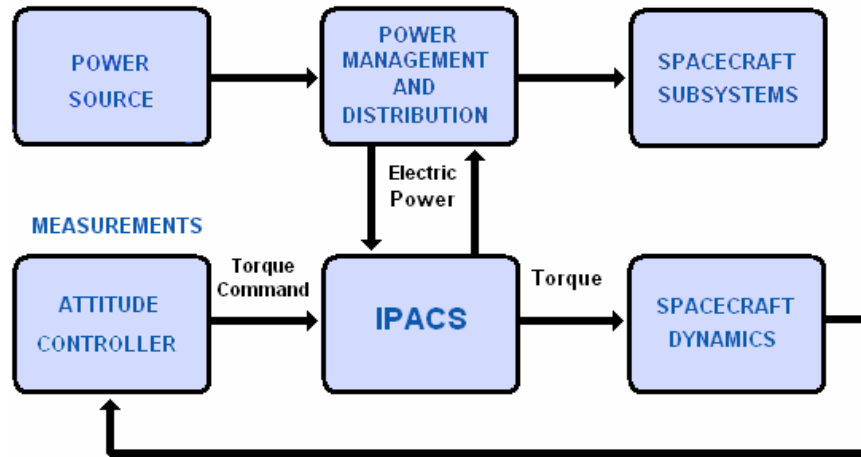 POWER
SOURCE
POWER
MANAGEMENT
AND
DISTRIBUTION
SPACECRAFT
SUBSYSTEMS
Electric
Power
MEASUREMENTS
ATTITUDE
CONTROLLER
Torque
Command
IPACS
Torque
SPACECRAFT
DYNAMICS